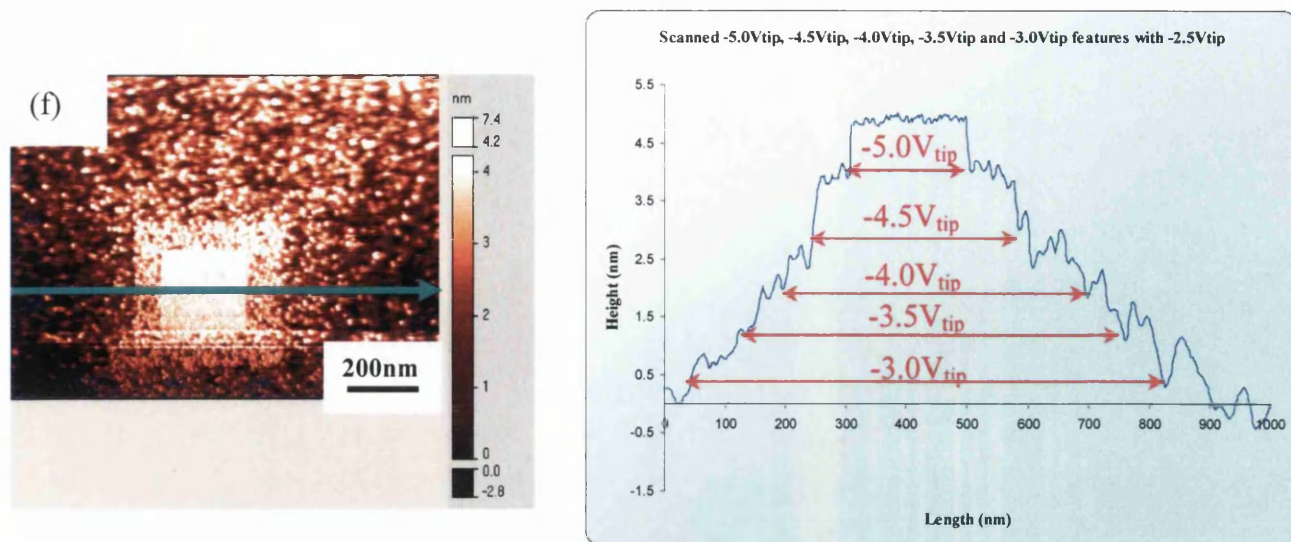 (f)
nm
7.4
4.2
4
3
2
1
0
0.0
-2.8
200nm
Scanned -5.0Vtip, -4.5Vtip, -4.0Vtip, -3.5Vtip and -3.0Vtip features with -2.5Vtip
Height (nm)
5.5
4.5
3.5
2.5
1.5
0.5
-0.5
-1.5
-5.0Vtip
-4.5Vtip
-4.0Vtip
-3.5Vtip
-3.0Vtip
0 100 200 300 400 500 600 700 800 900 1000
Length (nm)